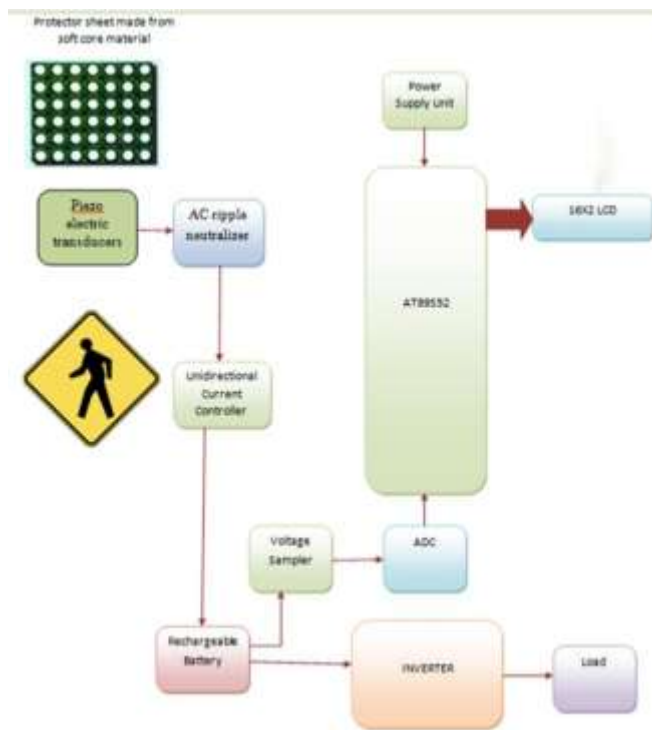 Protector sheet made from
soft core material
Power
Supply Unit
Piezo
electric
transducers
AC ripple
neutralizer
16X2 LCD
AT89S52
Unidirectional
Current
Controller
Voltage
Sampler
ADC
Rechargeable
Battery
INVERTER
Load